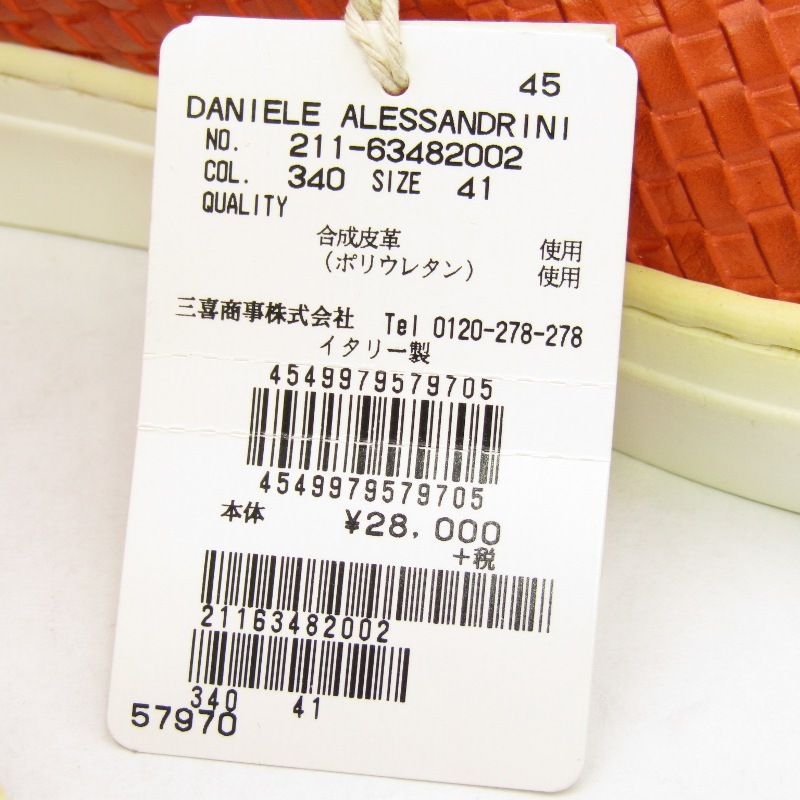 45
DANIELE ALESSANDRINI
NO. 211-63482002
COL. 340 SIZE 41
QUALITY
合成皮革 使用
（ポリウレタン） 使用
三喜商事株式会社 Tel 0120-278-278
イタリー製
4549979579705
4549979579705
本体 ¥28,000
+税
21163482002
340 41
57970